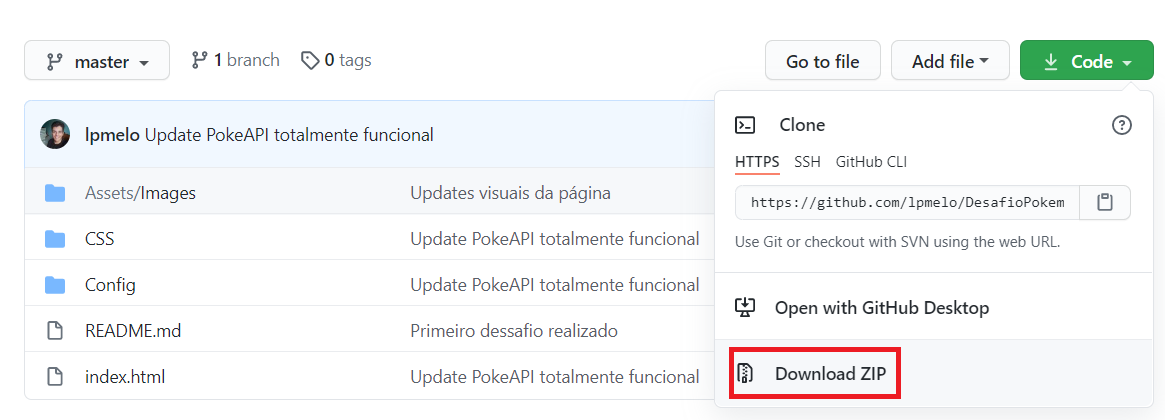 master 1 branch 0 tags Go to file Add file Code
lpmelo Update PokeAPI totalmente funcional
Assets/Images Updates visuais da página
CSS Update PokeAPI totalmente funcional
Config Update PokeAPI totalmente funcional
README.md Primeiro dessafio realizado
index.html Update PokeAPI totalmente funcional
Clone
HTTPS SSH GitHub CLI
https://github.com/lpmelo/DesafioPokem
Use Git or checkout with SVN using the web URL.
Open with GitHub Desktop
Download ZIP